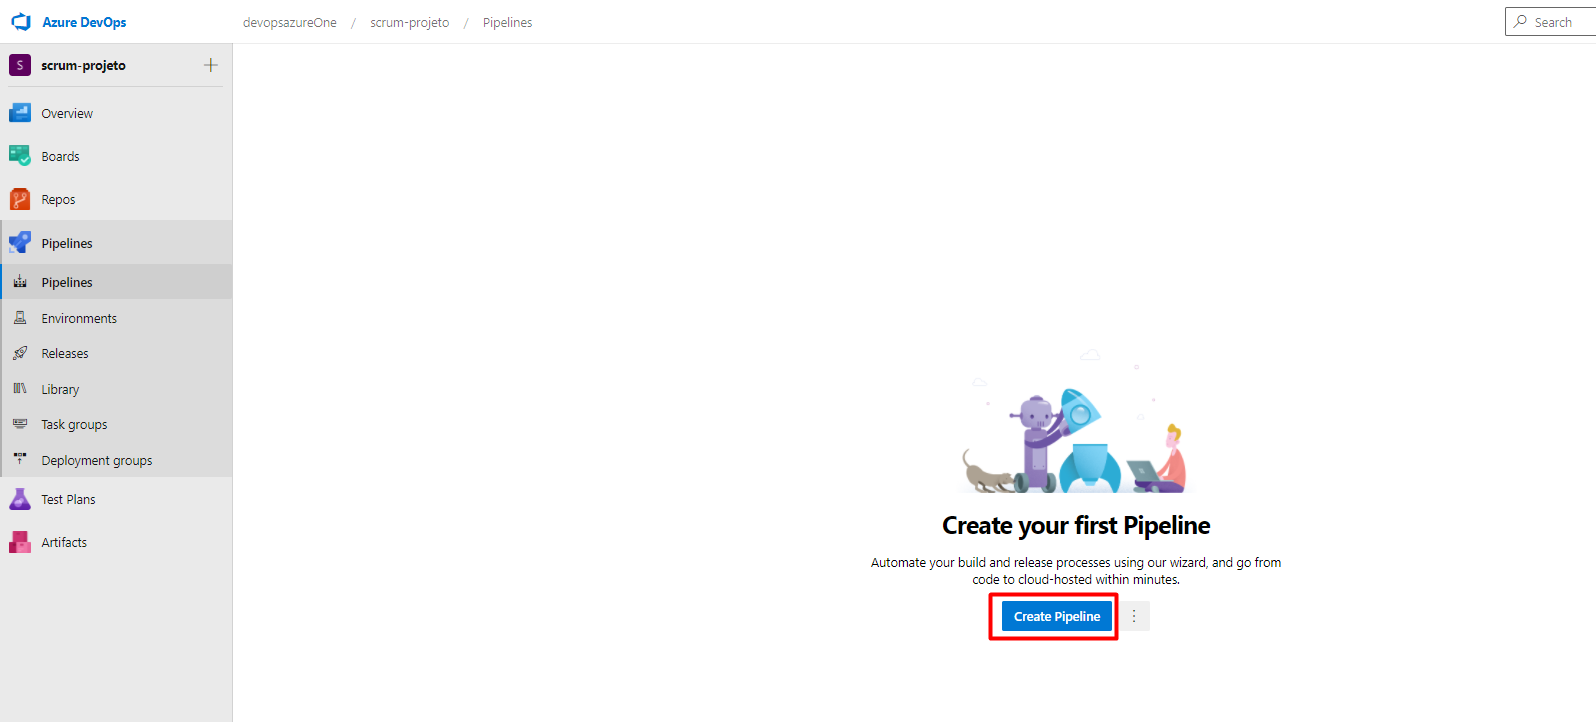 Azure DevOps
devopsazureOne / scrum-projeto / Pipelines
Search
S scrum-projeto
Overview
Boards
Repos
Pipelines
Pipelines
Environments
Releases
Library
Task groups
Deployment groups
Test Plans
Artifacts
Create your first Pipeline
Automate your build and release processes using our wizard, and go from
code to cloud-hosted within minutes.
Create Pipeline